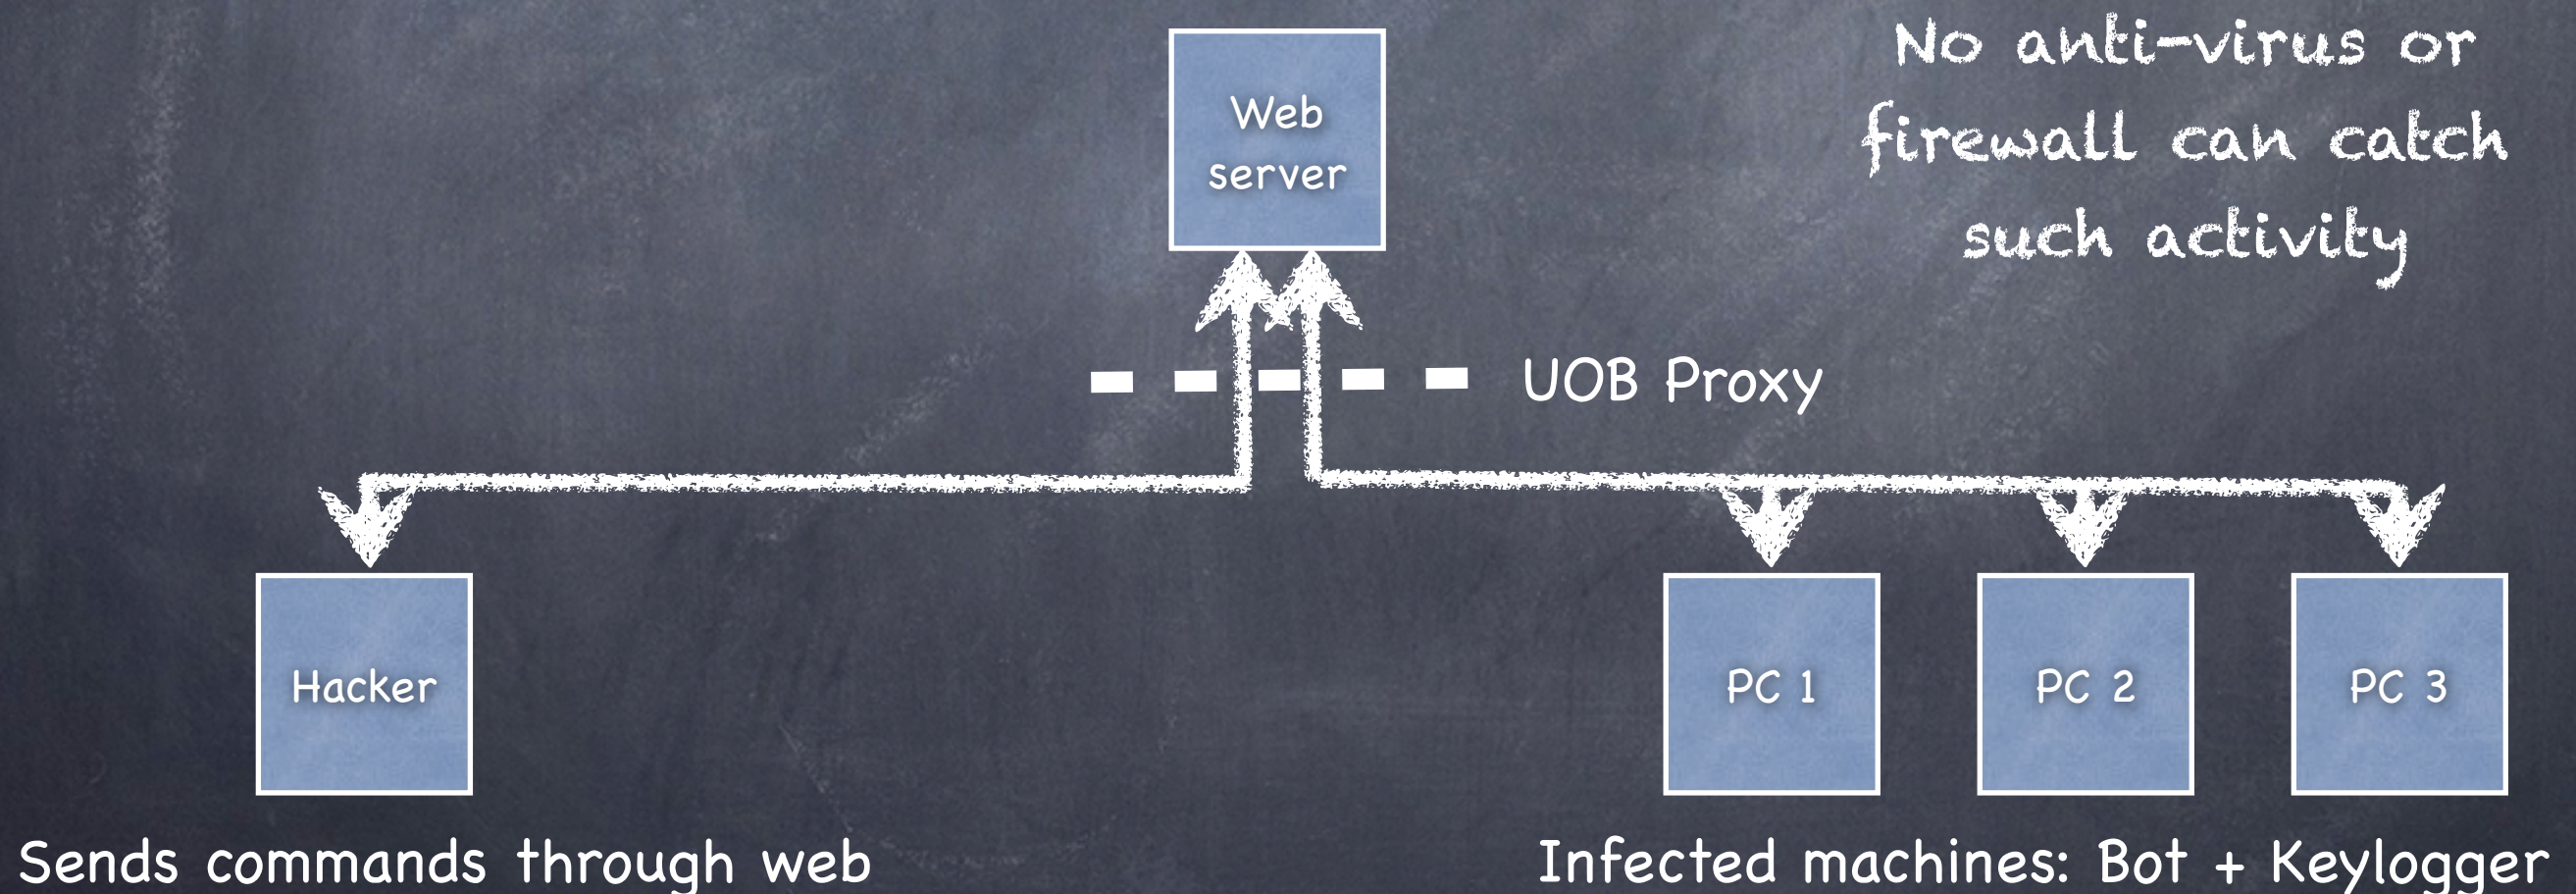 Web
server
No anti-virus or
firewall can catch
such activity
UOB Proxy
Hacker
PC 1
PC 2
PC 3
Sends commands through web
Infected machines: Bot + Keylogger